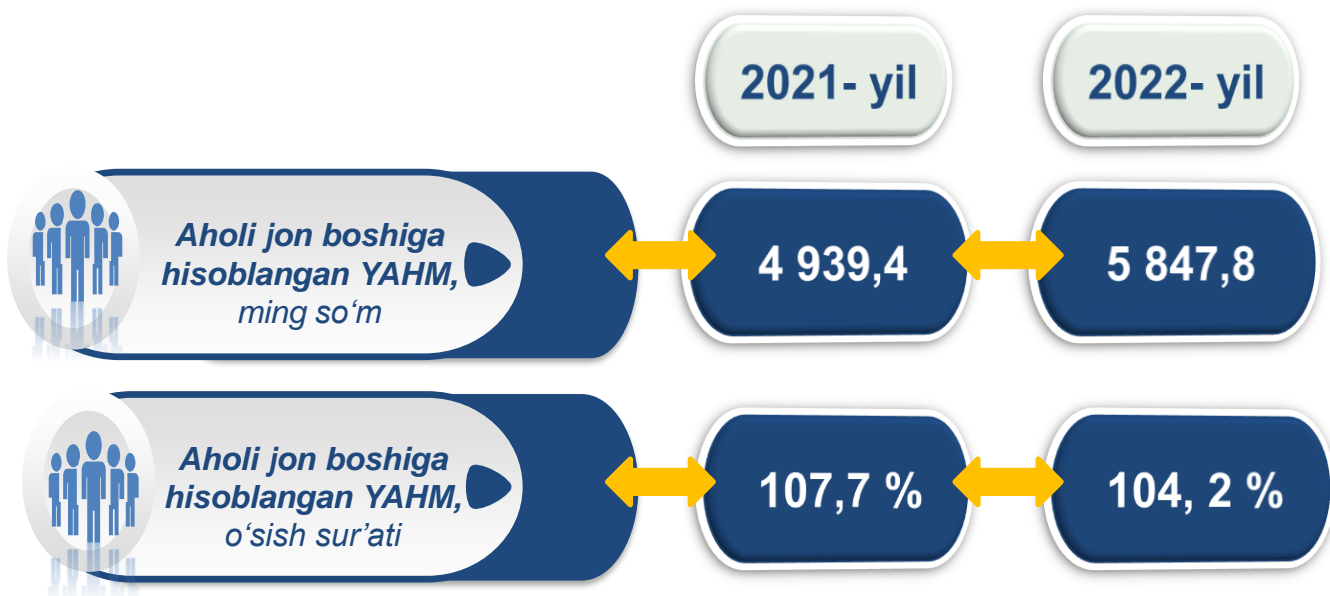 2021- yil
2022- yil
Aholi jon boshiga
hisoblangan YAHM,
ming so‘m
4 939,4
5 847,8
Aholi jon boshiga
hisoblangan YAHM,
o‘sish sur’ati
107,7 %
104, 2 %